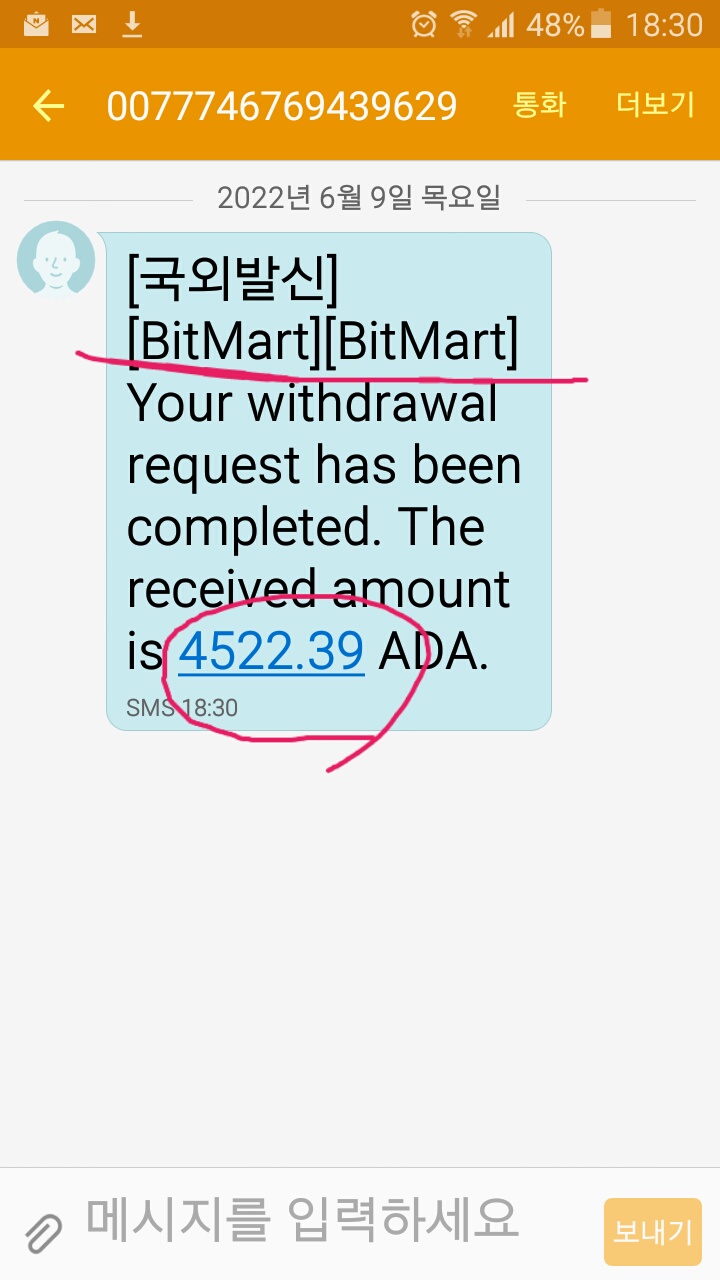 48% 18:30
0077746769439629 통화 더보기
2022년 6월 9일 목요일
[국외발신]
[BitMart][BitMart]
Your withdrawal
request has been
completed. The
received amount
is 4522.39 ADA.
SMS 18:30
메시지를 입력하세요 보내기